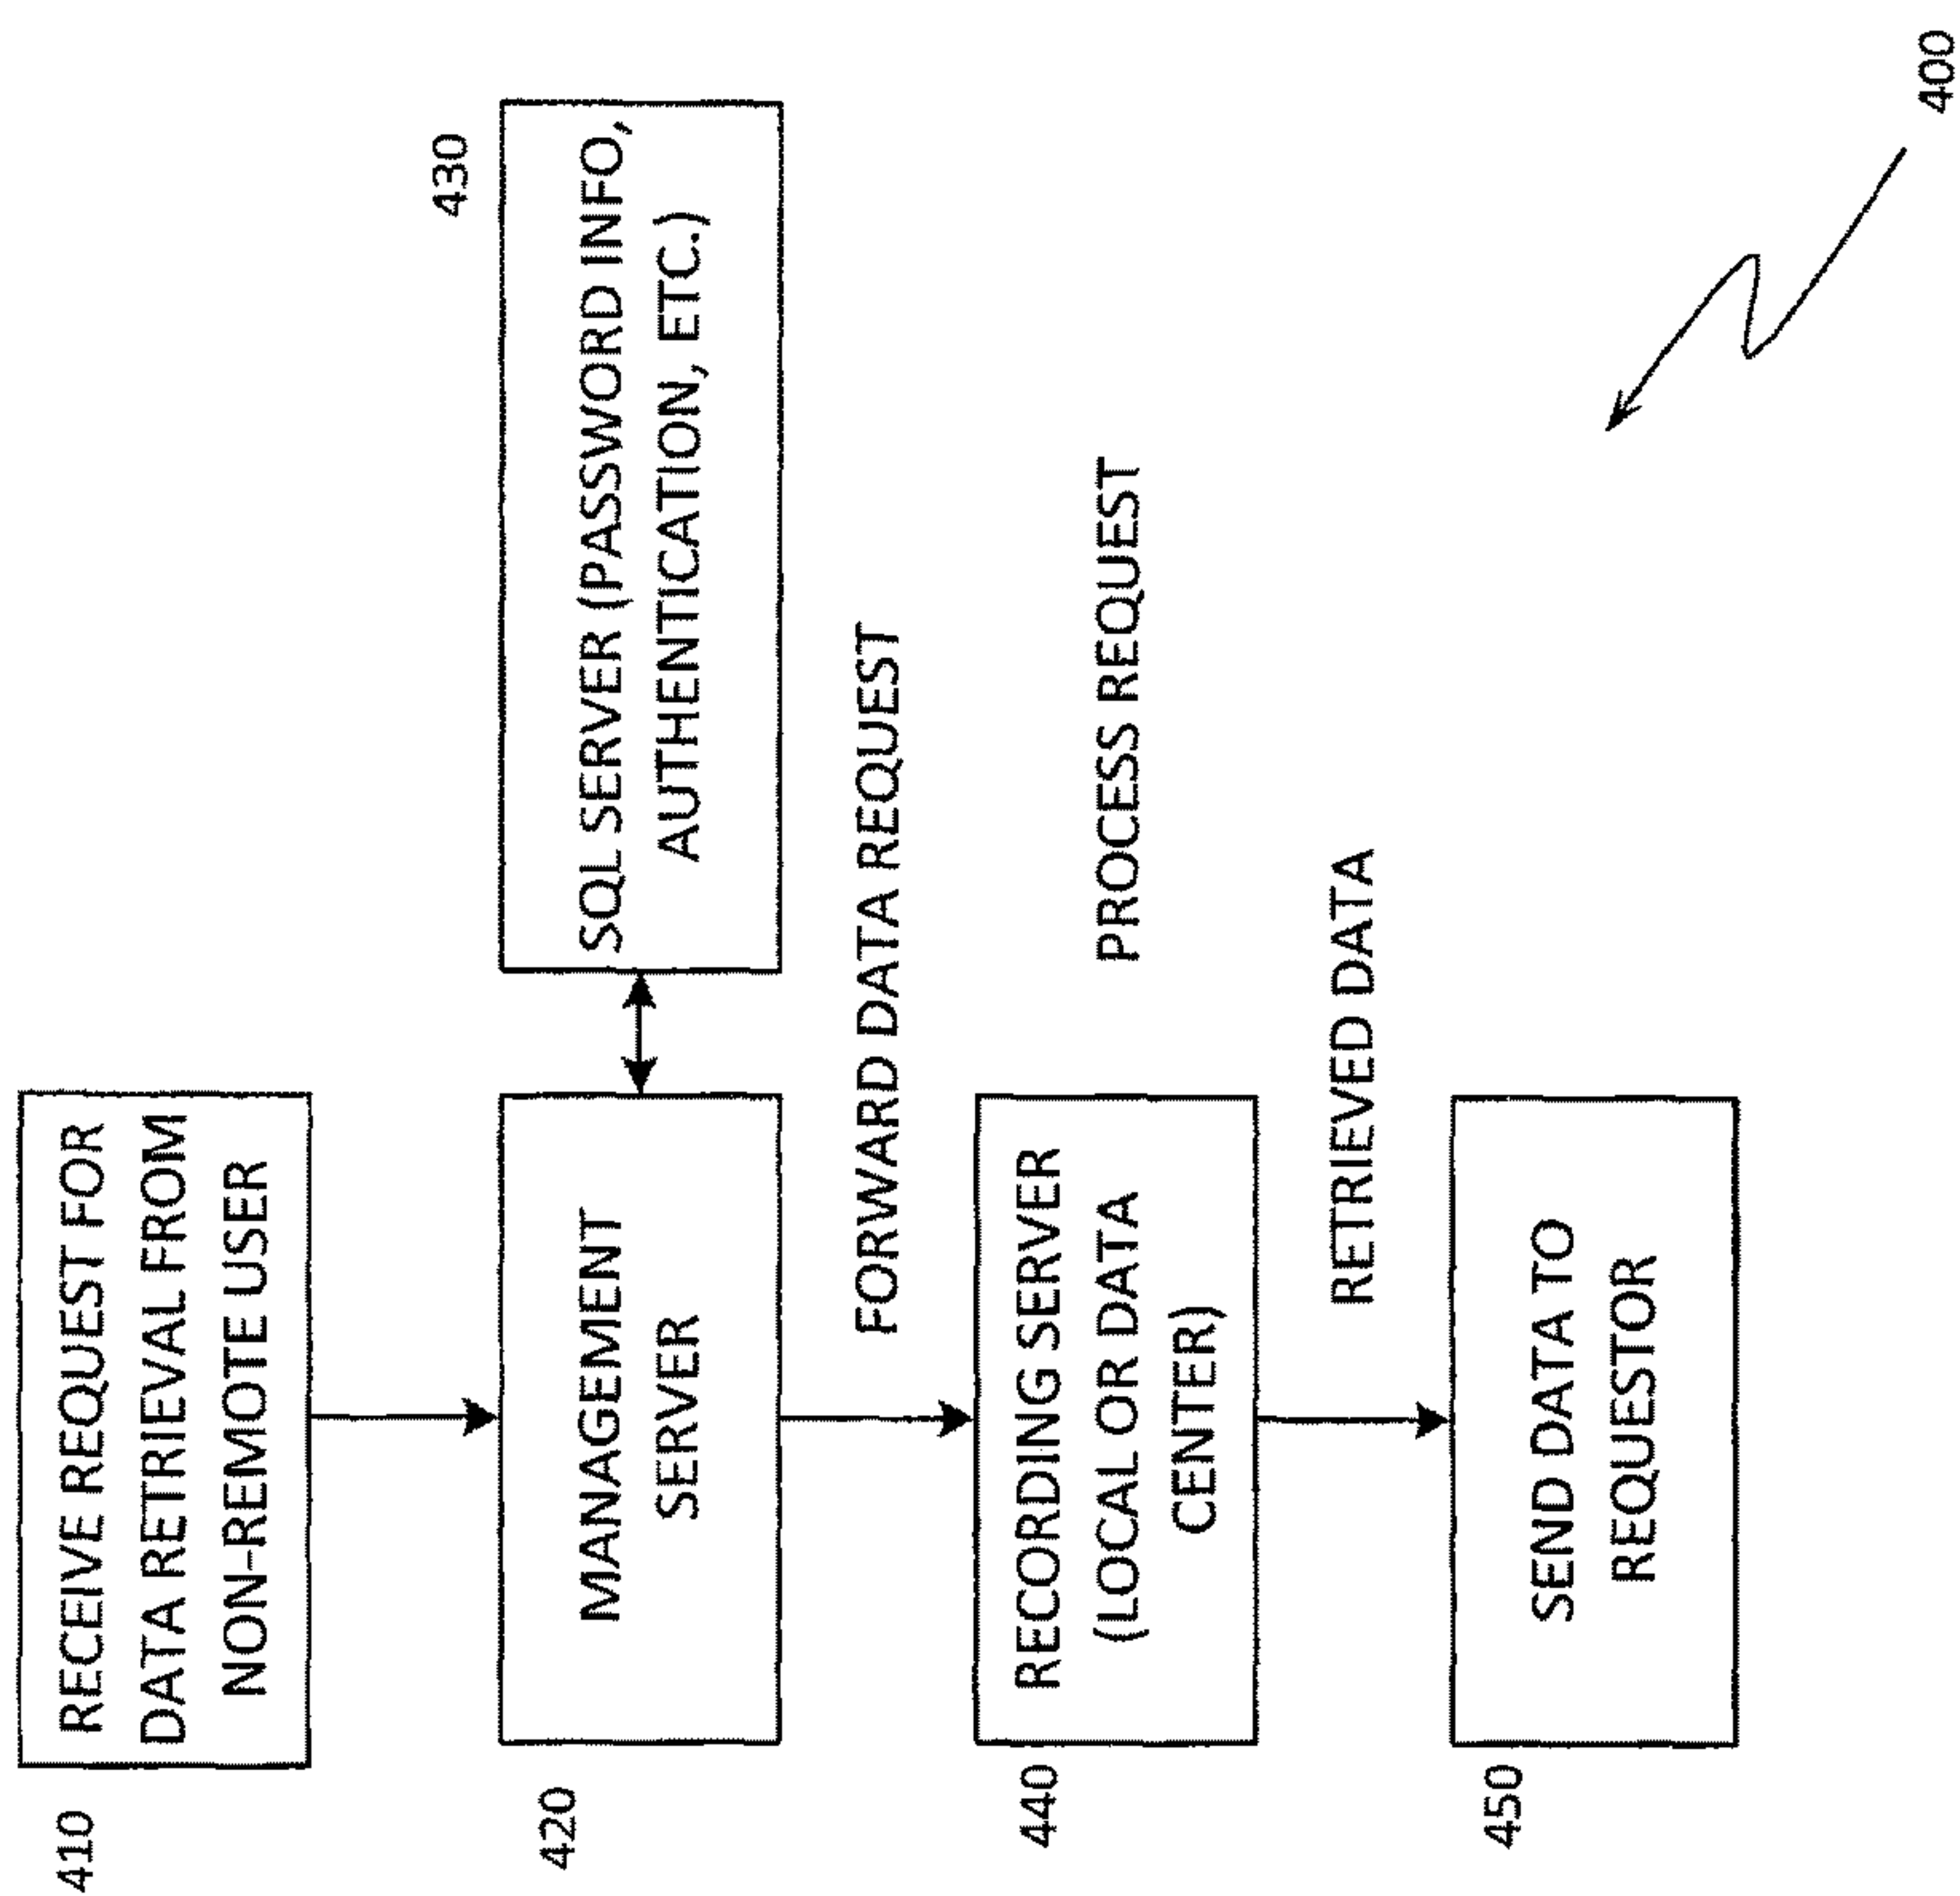 410
RECEIVE REQUEST FOR
DATA RETRIEVAL FROM
NON-REMOTE USER
420
MANAGEMENT
SERVER
430
SQL SERVER (PASSWORD INFO,
AUTHENTICATION, ETC.)
FORWARD DATA REQUEST
440
RECORDING SERVER
(LOCAL OR DATA
CENTER)
PROCESS REQUEST
RETRIEVED DATA
450
SEND DATA TO
REQUESTOR
400